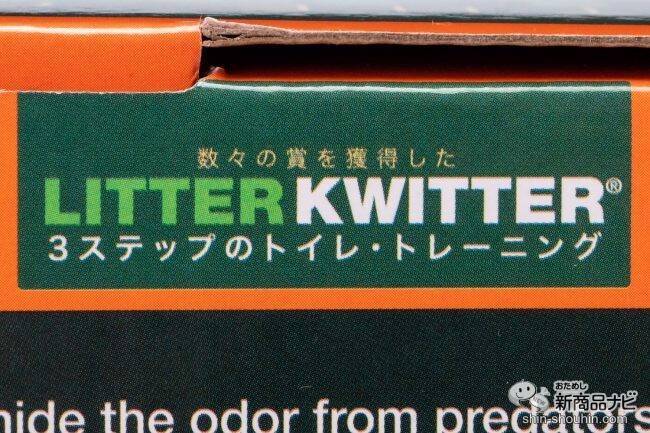 数々の賞を獲得した
LITTER KWITTER®
3ステップのトイレ・トレーニング
hide the odor from predators
おためし
新商品ナビ
shin-shouhin.com